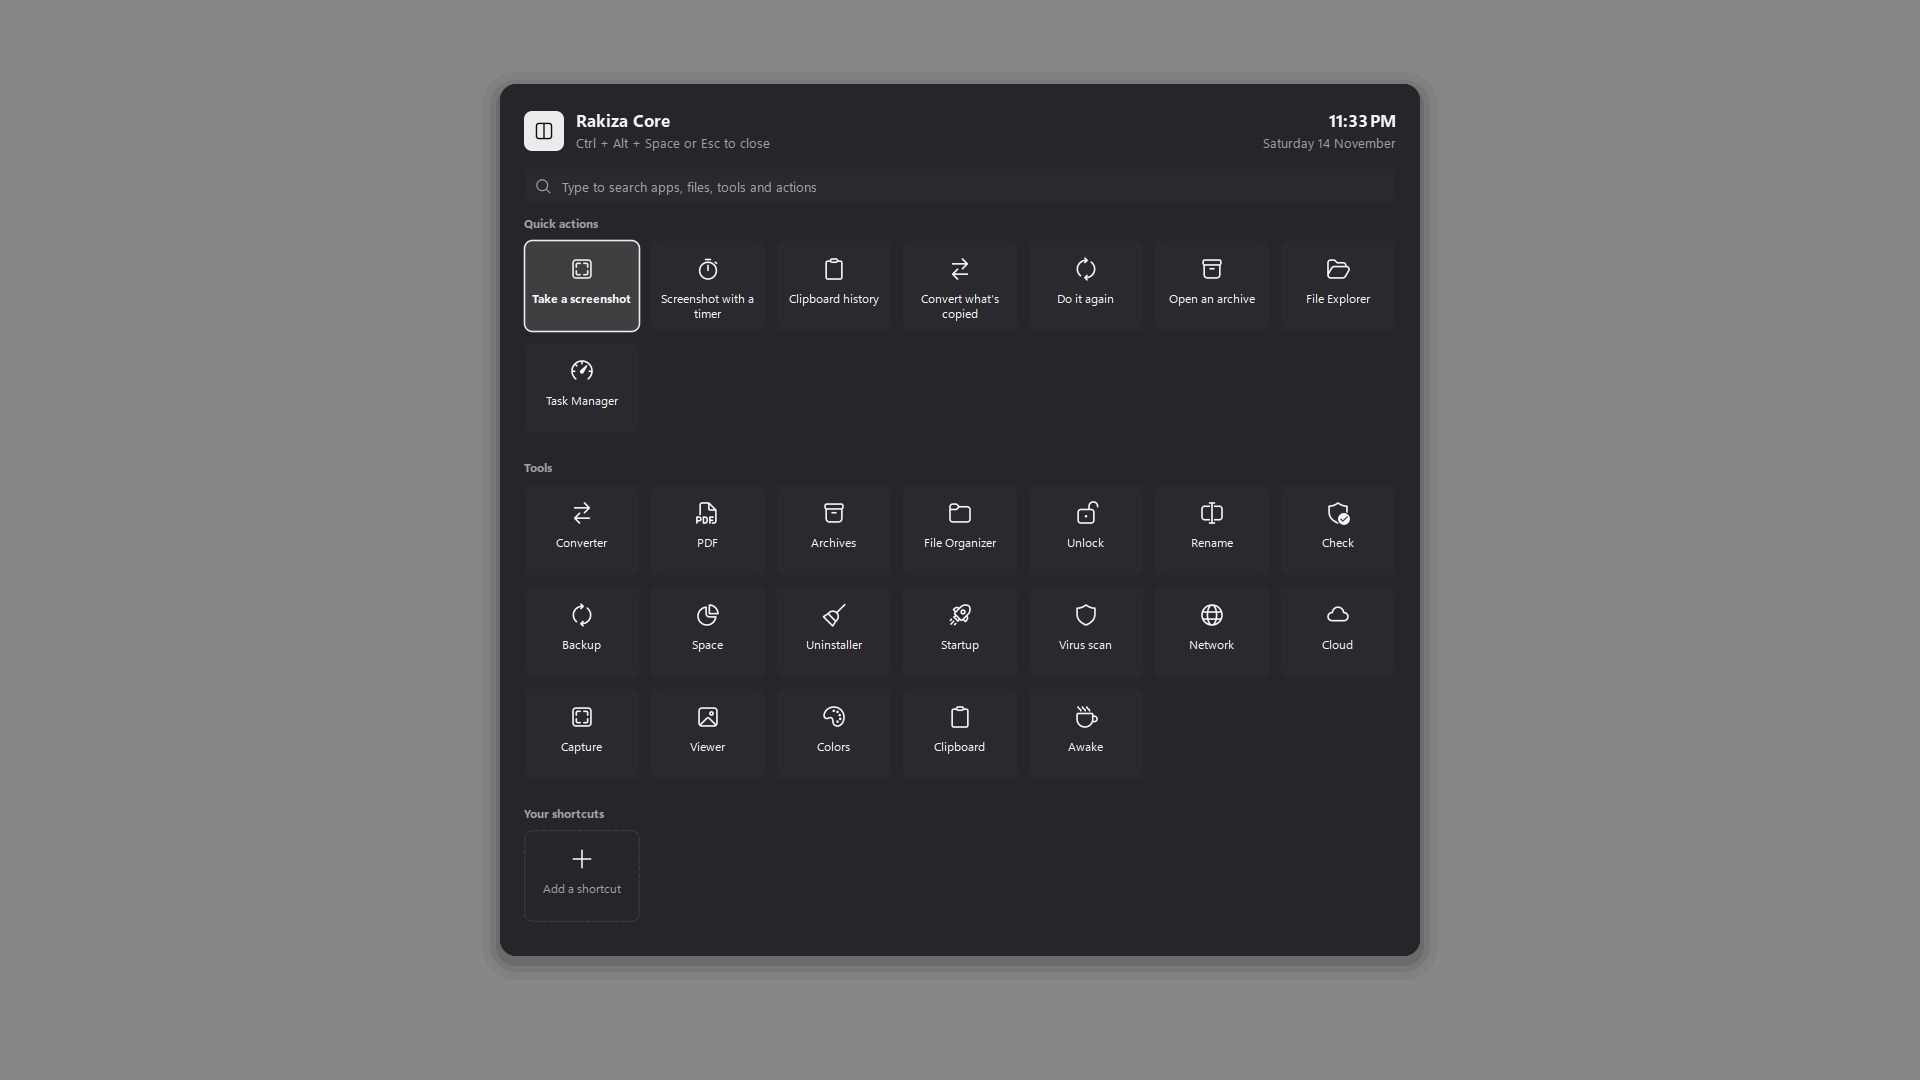 Rakiza Core
Ctrl + Alt + Space or Esc to close
11:33 PM
Saturday 14 November
Type to search apps, files, tools and actions
Quick actions
Take a screenshot
Screenshot with a
timer
Clipboard history
Convert what's
copied
Do it again
Open an archive
File Explorer
Task Manager
Tools
Converter
PDF
PDF
Archives
File Organizer
Unlock
Rename
Check
Backup
Space
Uninstaller
Startup
Virus scan
Network
Cloud
Capture
Viewer
Colors
Clipboard
Awake
Your shortcuts
Add a shortcut